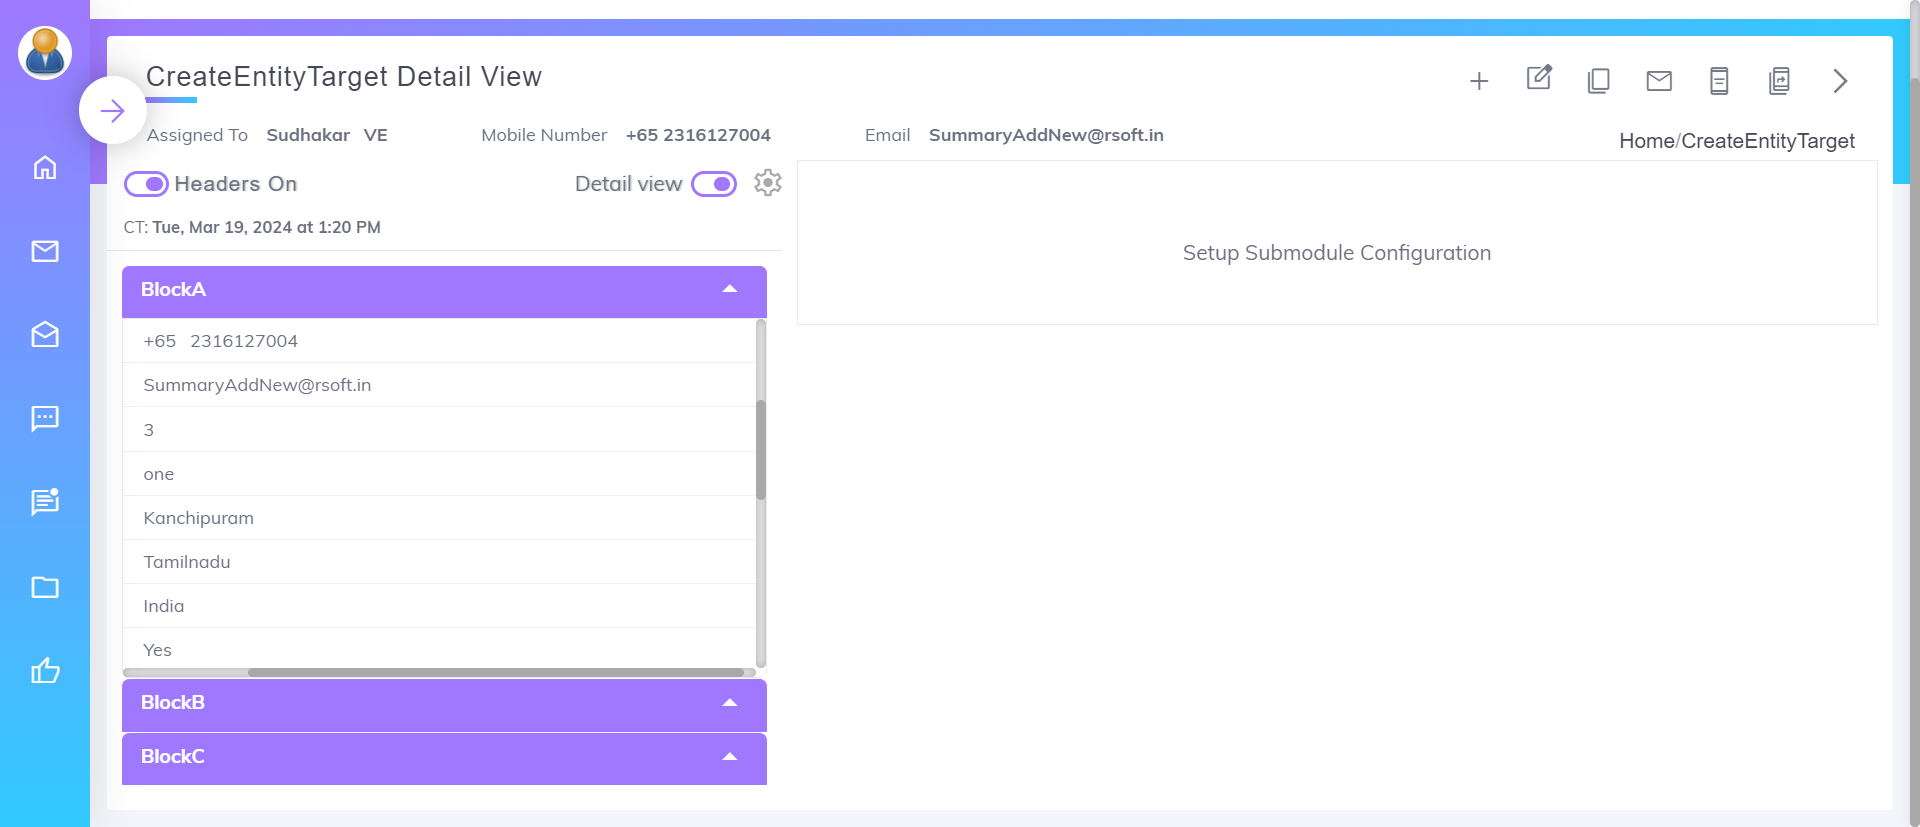 CreateEntityTarget Detail View
Assigned To Sudhakar VE Mobile Number +65 2316127004 Email SummaryAddNew@rsoft.in
Home/CreateEntityTarget
Headers On Detail view
CT: Tue, Mar 19, 2024 at 1:20 PM
Setup Submodule Configuration
BlockA
+65 2316127004
SummaryAddNew@rsoft.in
3
one
Kanchipuram
Tamilnadu
India
Yes
BlockB
BlockC